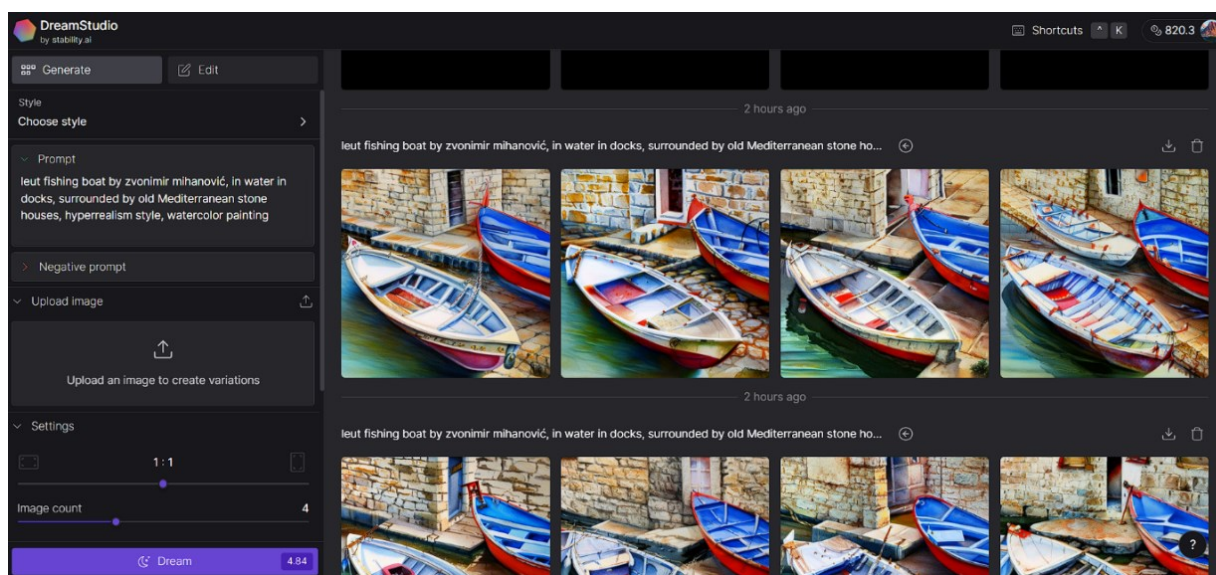 DreamStudio
by stability.ai
Shortcuts ^ K
820.3
Generate
Edit
Style
Choose style
Prompt
leut fishing boat by zvonimir mihanović, in water in
docks, surrounded by old Mediterranean stone
houses, hyperrealism style, watercolor painting
Negative prompt
Upload image
Upload an image to create variations
Settings
1:1
Image count 4
Dream 4.84
2 hours ago
leut fishing boat by zvonimir mihanović, in water in docks, surrounded by old Mediterranean stone ho...
2 hours ago
leut fishing boat by zvonimir mihanović, in water in docks, surrounded by old Mediterranean stone ho...
?